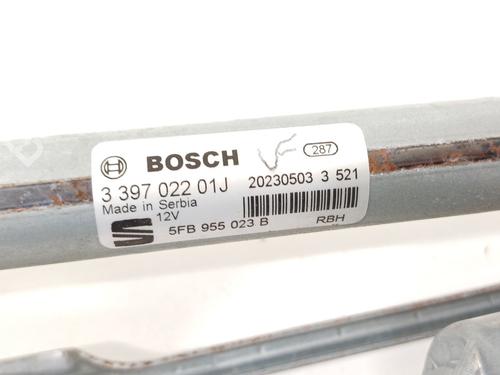 BOSCH
287
3 397 022 01J 20230503 3 521
Made in Serbia
12V
5FB 955 023 B RBH